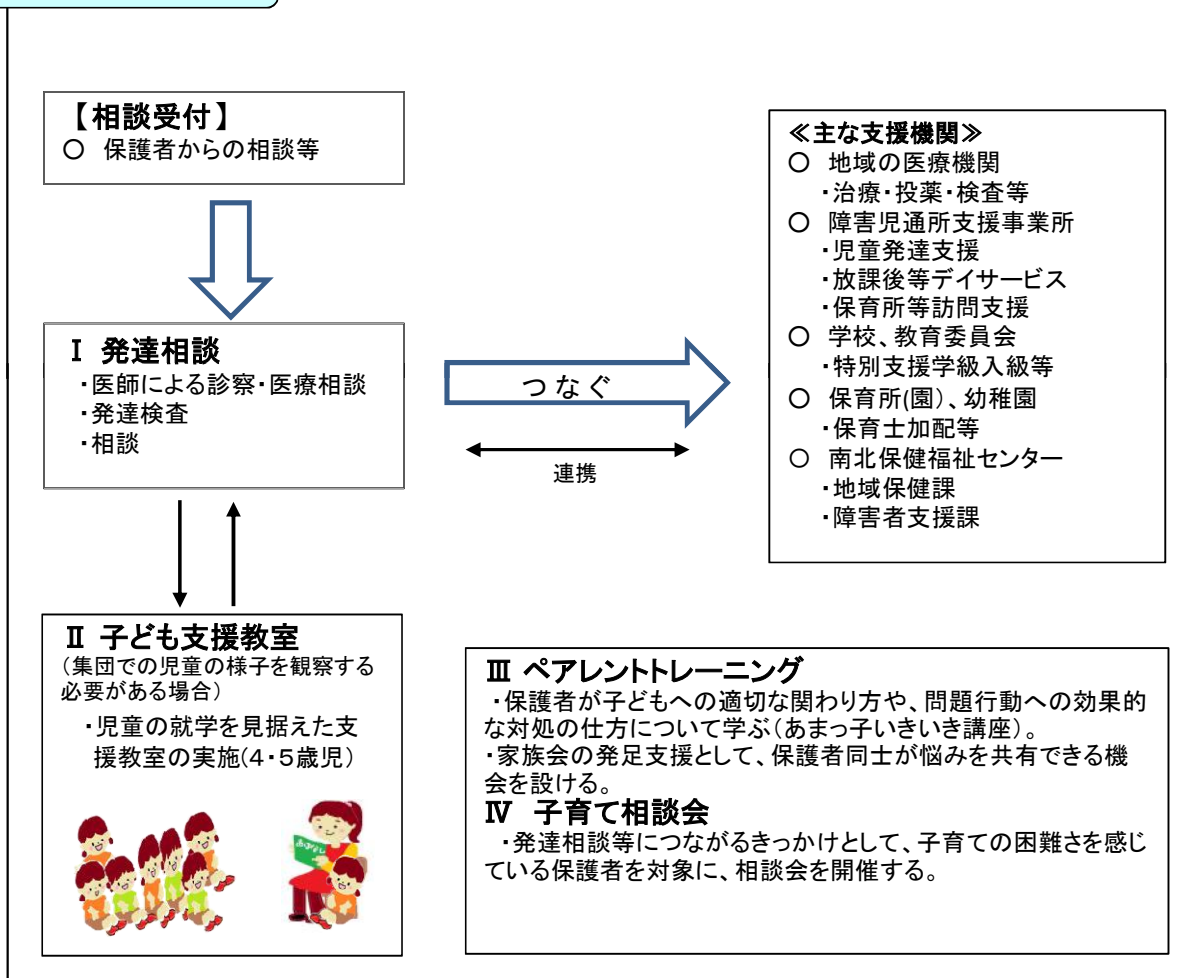 【相談受付】
○ 保護者からの相談等
Ⅰ 発達相談
・医師による診察・医療相談
・発達検査
・相談
つなぐ
連携
≪主な支援機関≫
○ 地域の医療機関
・治療・投薬・検査等
○ 障害児通所支援事業所
・児童発達支援
・放課後等デイサービス
・保育所等訪問支援
○ 学校、教育委員会
・特別支援学級入級等
○ 保育所(園)、幼稚園
・保育士加配等
○ 南北保健福祉センター
・地域保健課
・障害者支援課
Ⅱ 子ども支援教室
(集団での児童の様子を観察する
必要がある場合)
・児童の就学を見据えた支
援教室の実施(4・5歳児)
おはなし
Ⅲ ペアレントトレーニング
・保護者が子どもへの適切な関わり方や、問題行動への効果的
な対処の仕方について学ぶ(あまっ子いきいき講座)。
・家族会の発足支援として、保護者同士が悩みを共有できる機
会を設ける。
Ⅳ 子育て相談会
・発達相談等につながるきっかけとして、子育ての困難さを感じ
ている保護者を対象に、相談会を開催する。